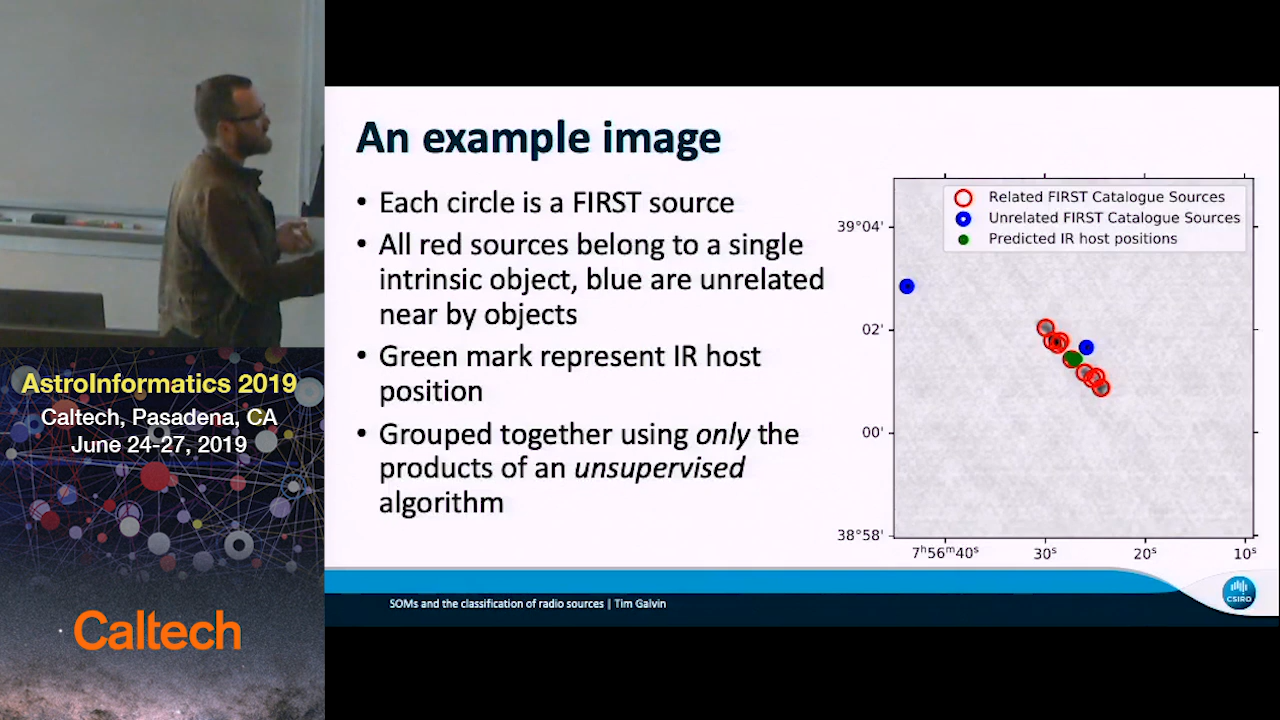 An example image
• Each circle is a FIRST source
• All red sources belong to a single
intrinsic object, blue are unrelated
near by objects
• Green mark represent IR host
position
• Grouped together using only the
products of an unsupervised
algorithm
Related FIRST Catalogue Sources
Unrelated FIRST Catalogue Sources
Predicted IR host positions
39°04'
02'
00'
38°58'
7ʰ56ᵐ40ˢ 30ˢ 20ˢ 10ˢ
SOMs and the classification of radio sources | Tim Galvin
CSIRO
AstroInformatics 2019
Caltech, Pasadena, CA
June 24-27, 2019
Caltech